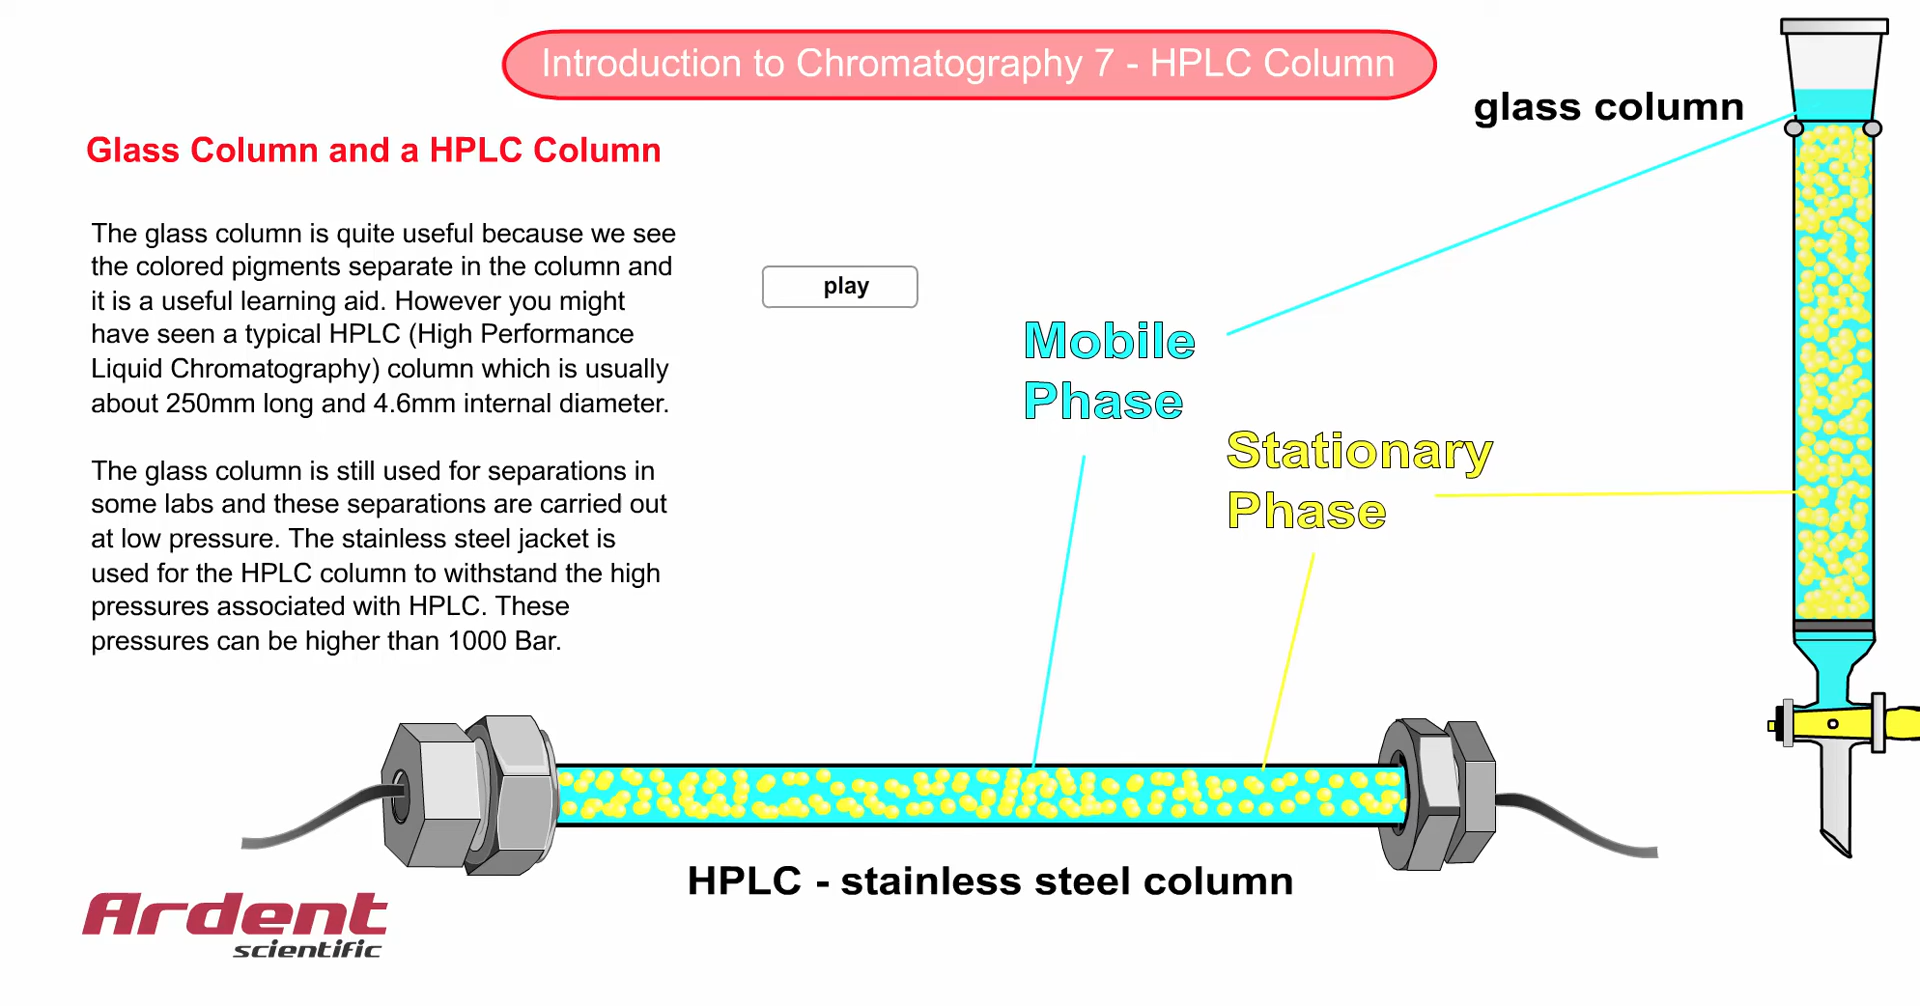 Introduction to Chromatography 7 - HPLC Column
glass column
Glass Column and a HPLC Column
The glass column is quite useful because we see
the colored pigments separate in the column and
it is a useful learning aid. However you might
have seen a typical HPLC (High Performance
Liquid Chromatography) column which is usually
about 250mm long and 4.6mm internal diameter.
The glass column is still used for separations in
some labs and these separations are carried out
at low pressure. The stainless steel jacket is
used for the HPLC column to withstand the high
pressures associated with HPLC. These
pressures can be higher than 1000 Bar.
play
Mobile
Phase
Stationary
Phase
HPLC - stainless steel column
Ardent
scientific